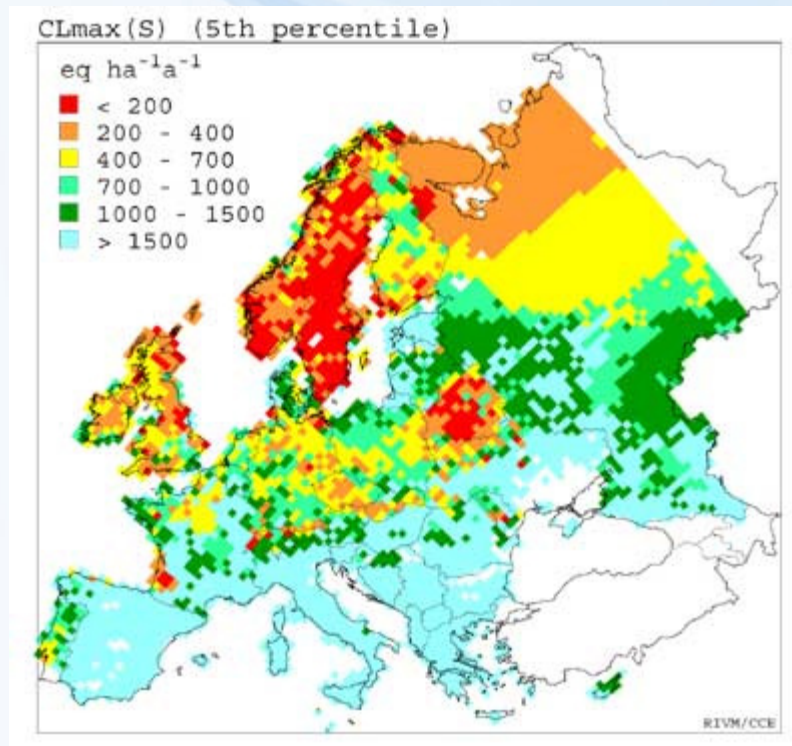 CLmax(S) (5th percentile)
eq ha⁻¹a⁻¹
< 200
200 - 400
400 - 700
700 - 1000
1000 - 1500
> 1500
RIVM/CCE